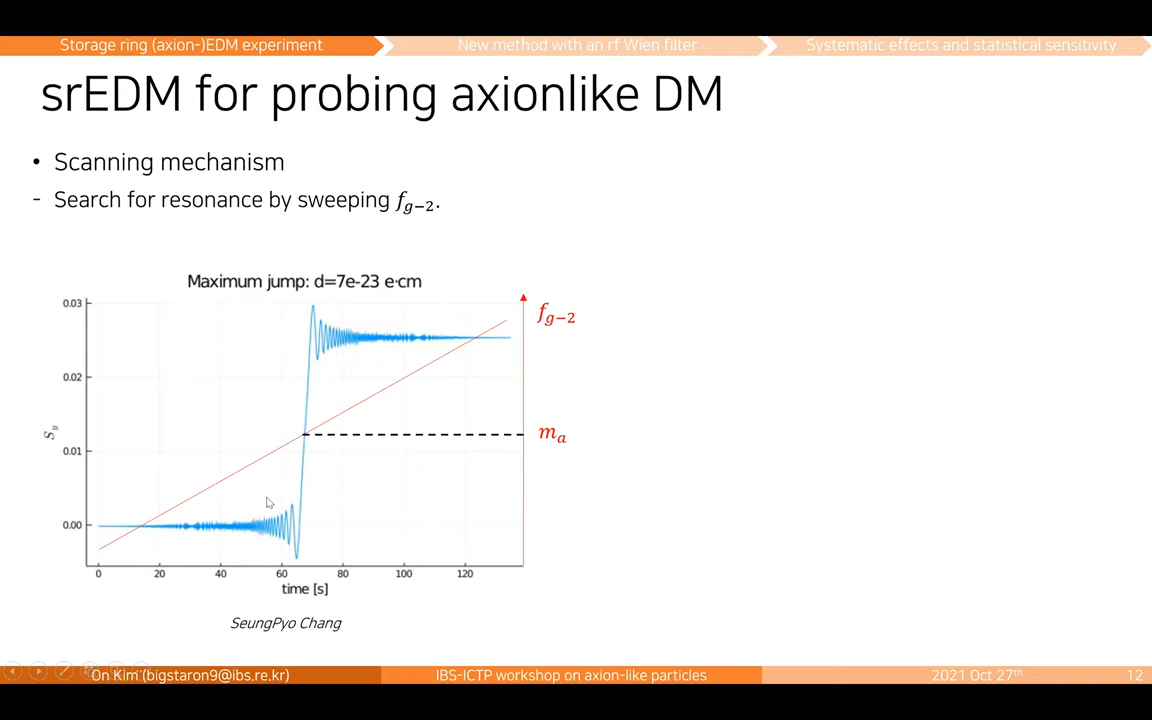 Storage ring (axion-)EDM experiment
New method with an rf Wien filter
Systematic effects and statistical sensitivity
srEDM for probing axionlike DM
• Scanning mechanism
- Search for resonance by sweeping f_{g−2}.
Maximum jump: d=7e-23 e·cm
0.03
0.02
0.01
0.00
S_y
0 20 40 60 80 100 120
time [s]
f_{g−2}
m_a
SeungPyo Chang
On Kim (bigstaron9@ibs.re.kr)
IBS-ICTP workshop on axion-like particles
2021 Oct 27th
12